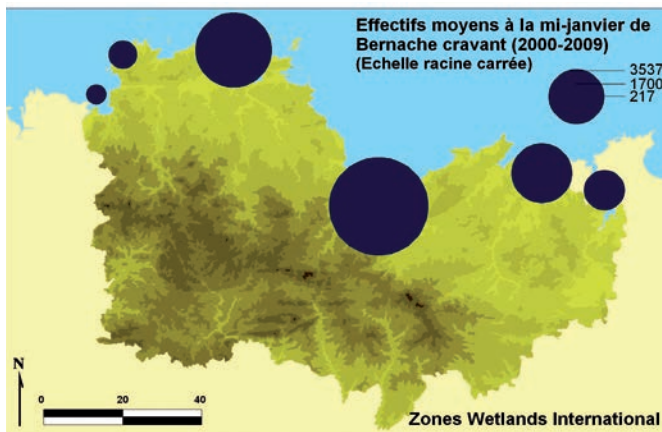 Effectifs moyens à la mi-janvier de
Bernache cravant (2000-2009)
(Echelle racine carrée)
3537
1700
217
N
0 20 40
Zones Wetlands International